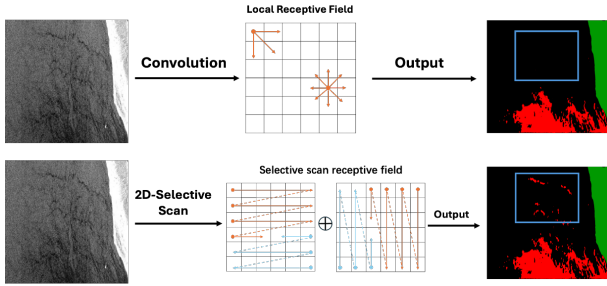 Local Receptive Field
Convolution
Output
Selective scan receptive field
2D-Selective
Scan
Output